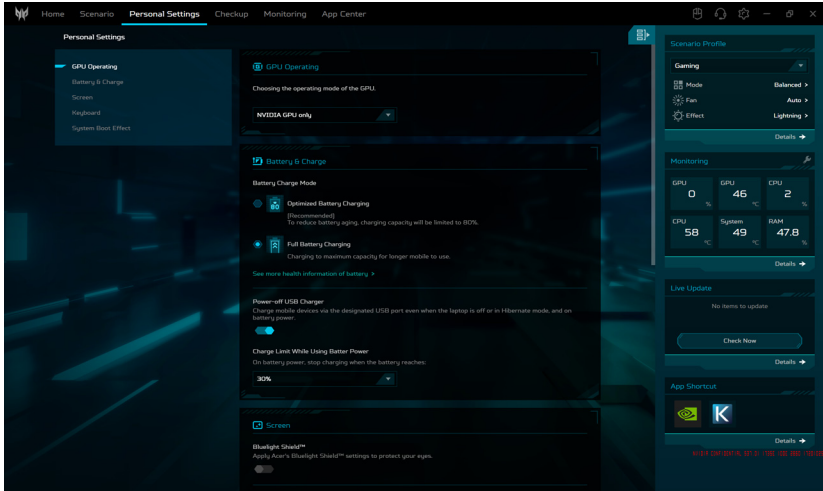 Home Scenario Personal Settings Checkup Monitoring App Center
Personal Settings
GPU Operating
Battery & Charge
Screen
Keyboard
System Boot Effect
GPU Operating
Choosing the operating mode of the GPU.
NVIDIA GPU only
Battery & Charge
Battery Charge Mode
80
Optimized Battery Charging
[Recommended]
To reduce battery aging, charging capacity will be limited to 80%.
Full Battery Charging
Charging to maximum capacity for longer mobile to use.
See more health information of battery >
Power-off USB Charger
Charge mobile devices via the designated USB port even when the laptop is off or in Hibernate mode, and on
battery power.
Charge Limit While Using Batter Power
On battery power, stop charging when the battery reaches:
30%
Screen
Bluelight Shield™
Apply Acer's Bluelight Shield™ settings to protect your eyes.
Scenario Profile
Gaming
Mode Balanced >
Fan Auto >
Effect Lightning >
Details →
Monitoring
GPU
0
%
GPU
46
°C
CPU
2
%
CPU
58
°C
System
49
°C
RAM
47.8
%
Details →
Live Update
No items to update
Check Now
Details →
App Shortcut
K
Details →